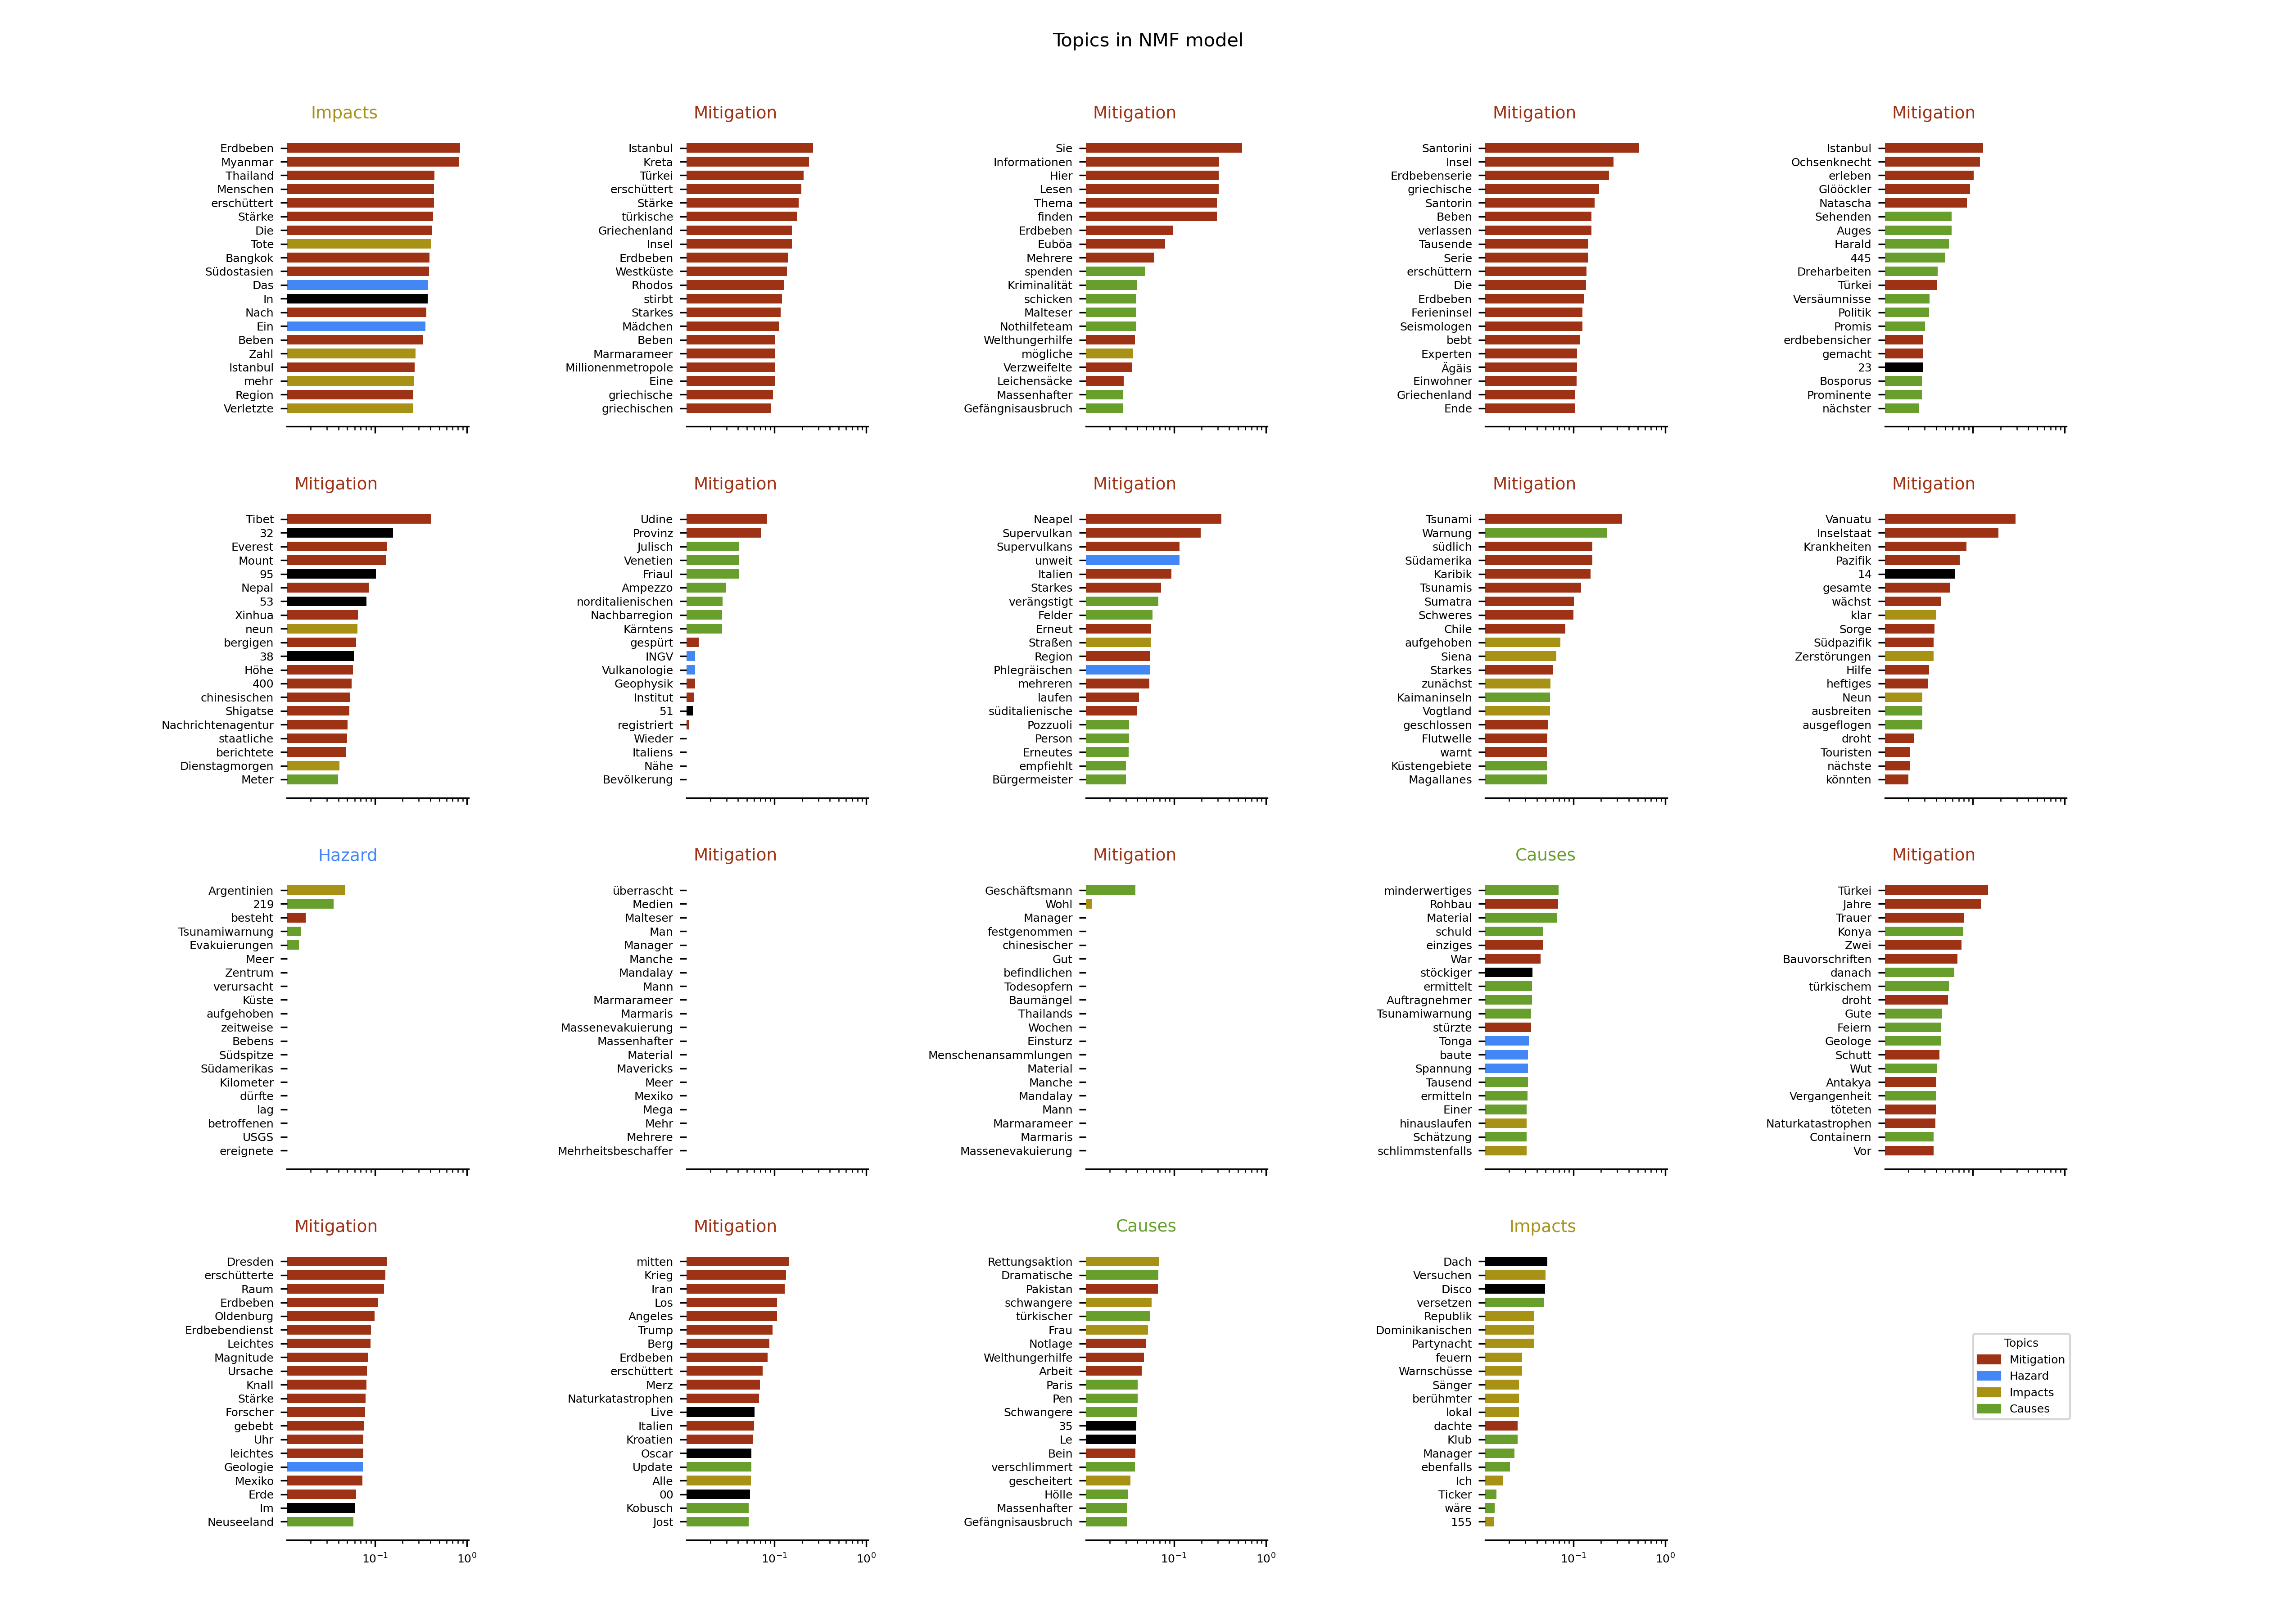 Topics in NMF model
Impacts
Erdbeben
Myanmar
Thailand
Menschen
erschüttert
Stärke
Die
Tote
Bangkok
Südostasien
Das
In
Nach
Ein
Beben
Zahl
Istanbul
mehr
Region
Verletzte
Mitigation
Istanbul
Kreta
Türkei
erschüttert
Stärke
türkische
Griechenland
Insel
Erdbeben
Westküste
Rhodos
stirbt
Starkes
Mädchen
Beben
Marmarameer
Millionenmetropole
Eine
griechische
griechischen
Mitigation
Sie
Informationen
Hier
Lesen
Thema
finden
Erdbeben
Euböa
Mehrere
spenden
Kriminalität
schicken
Malteser
Nothilfeteam
Welthungerhilfe
mögliche
Verzweifelte
Leichensäcke
Massenhafter
Gefängnisausbruch
Mitigation
Santorini
Insel
Erdbebenserie
griechische
Santorin
Beben
verlassen
Tausende
Serie
erschüttern
Die
Erdbeben
Ferieninsel
Seismologen
bebt
Experten
Ägäis
Einwohner
Griechenland
Ende
Mitigation
Istanbul
Ochsenknecht
erleben
Glööckler
Natascha
Sehenden
Auges
Harald
445
Dreharbeiten
Türkei
Versäumnisse
Politik
Promis
erdbebensicher
gemacht
23
Bosporus
Prominente
nächster
Mitigation
Tibet
32
Everest
Mount
95
Nepal
53
Xinhua
neun
bergigen
38
Höhe
400
chinesischen
Shigatse
Nachrichtenagentur
staatliche
berichtete
Dienstagmorgen
Meter
Mitigation
Udine
Provinz
Julisch
Venetien
Friaul
Ampezzo
norditalienischen
Nachbarregion
Kärntens
gespürt
INGV
Vulkanologie
Geophysik
Institut
51
registriert
Wieder
Italiens
Nähe
Bevölkerung
Mitigation
Neapel
Supervulkan
Supervulkans
unweit
Italien
Starkes
verängstigt
Felder
Erneut
Straßen
Region
Phlegräischen
mehreren
laufen
süditalienische
Pozzuoli
Person
Erneutes
empfiehlt
Bürgermeister
Mitigation
Tsunami
Warnung
südlich
Südamerika
Karibik
Tsunamis
Sumatra
Schweres
Chile
aufgehoben
Siena
Starkes
zunächst
Kaimaninseln
Vogtland
geschlossen
Flutwelle
warnt
Küstengebiete
Magallanes
Mitigation
Vanuatu
Inselstaat
Krankheiten
Pazifik
14
gesamte
wächst
klar
Sorge
Südpazifik
Zerstörungen
Hilfe
heftiges
Neun
ausbreiten
ausgeflogen
droht
Touristen
nächste
könnten
Hazard
Argentinien
219
besteht
Tsunamiwarnung
Evakuierungen
Meer
Zentrum
verursacht
Küste
aufgehoben
zeitweise
Bebens
Südspitze
Südamerikas
Kilometer
dürfte
lag
betroffenen
USGS
ereignete
Mitigation
überrascht
Medien
Malteser
Man
Manager
Manche
Mandalay
Mann
Marmarameer
Marmaris
Massenevakuierung
Massenhafter
Material
Mavericks
Meer
Mexiko
Mega
Mehr
Mehrere
Mehrheitsbeschaffer
Mitigation
Geschäftsmann
Wohl
Manager
festgenommen
chinesischer
Gut
befindlichen
Todesopfern
Baumängel
Thailands
Wochen
Einsturz
Menschenansammlungen
Material
Manche
Mandalay
Mann
Marmarameer
Marmaris
Massenevakuierung
Causes
minderwertiges
Rohbau
Material
schuld
einziges
War
stöckiger
ermittelt
Auftragnehmer
Tsunamiwarnung
stürzte
Tonga
baute
Spannung
Tausend
ermitteln
Einer
hinauslaufen
Schätzung
schlimmstenfalls
Mitigation
Türkei
Jahre
Trauer
Konya
Zwei
Bauvorschriften
danach
türkischem
droht
Gute
Feiern
Geologe
Schutt
Wut
Antakya
Vergangenheit
töteten
Naturkatastrophen
Containern
Vor
Mitigation
Dresden
erschütterte
Raum
Erdbeben
Oldenburg
Erdbebendienst
Leichtes
Magnitude
Ursache
Knall
Stärke
Forscher
gebebt
Uhr
leichtes
Geologie
Mexiko
Erde
Im
Neuseeland
10⁻¹ 10⁰
Mitigation
mitten
Krieg
Iran
Los
Angeles
Trump
Berg
Erdbeben
erschüttert
Merz
Naturkatastrophen
Live
Italien
Kroatien
Oscar
Update
Alle
00
Kobusch
Jost
10⁻¹ 10⁰
Causes
Rettungsaktion
Dramatische
Pakistan
schwangere
türkischer
Frau
Notlage
Welthungerhilfe
Arbeit
Paris
Pen
Schwangere
35
Le
Bein
verschlimmert
gescheitert
Hölle
Massenhafter
Gefängnisausbruch
10⁻¹ 10⁰
Impacts
Dach
Versuchen
Disco
versetzen
Republik
Dominikanischen
Partynacht
feuern
Warnschüsse
Sänger
berühmter
lokal
dachte
Klub
Manager
ebenfalls
Ich
Ticker
wäre
155
10⁻¹ 10⁰
Topics
Mitigation
Hazard
Impacts
Causes